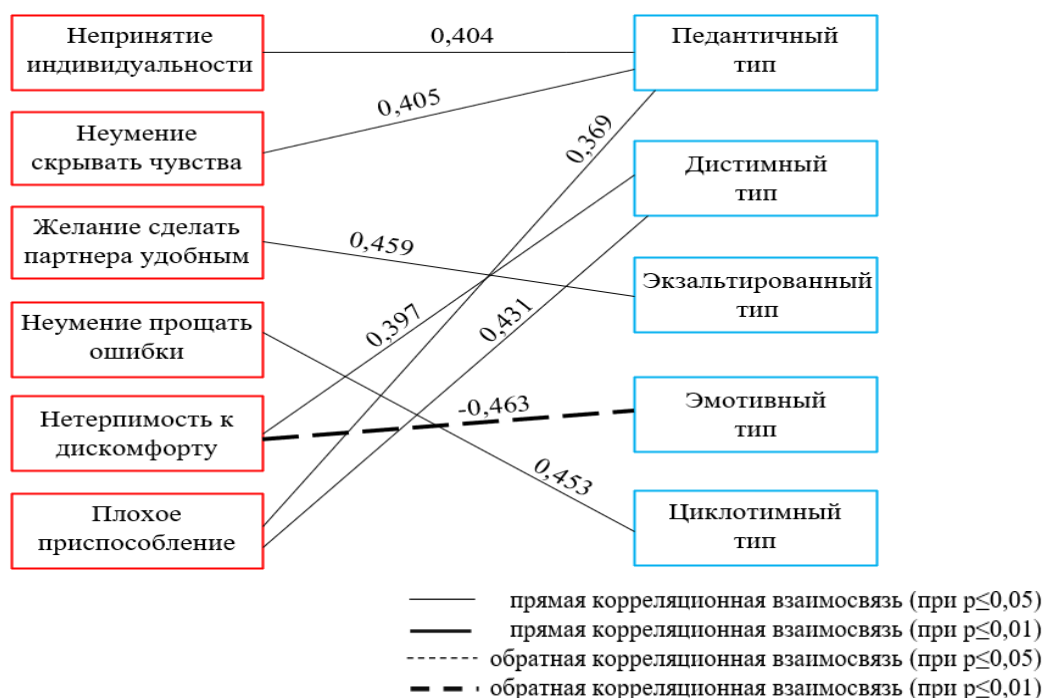 Непринятие
индивидуальности
0,404
Педантичный
тип
Неумение
скрывать чувства
0,405
0,369
Дистимный
тип
Желание сделать
партнера удобным
0,459
Экзальтированный
тип
Неумение прощать
ошибки
0,397
0,431
Нетерпимость к
дискомфорту
-0,463
Эмотивный
тип
0,453
Плохое
приспособление
Циклотимный
тип
прямая корреляционная взаимосвязь (при p≤0,05)
прямая корреляционная взаимосвязь (при p≤0,01)
обратная корреляционная взаимосвязь (при p≤0,05)
обратная корреляционная взаимосвязь (при p≤0,01)